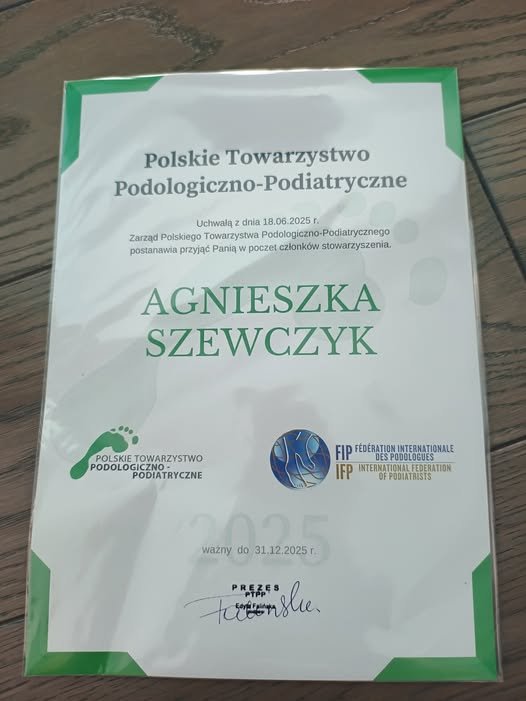 Polskie Towarzystwo
Podologiczno-Podiatryczne
Uchwałą z dnia 18.06.2025 r.
Zarząd Polskiego Towarzystwa Podologiczno-Podiatrycznego
postanawia przyjąć Panią w poczet członków stowarzyszenia.
AGNIESZKA
SZEWCZYK
POLSKIE TOWARZYSTWO
PODOLOGICZNO -
PODIATRYCZNE
FIP FÉDÉRATION INTERNATIONALE
DES PODOLOGUES
IFP INTERNATIONAL FEDERATION
OF PODIATRISTS
2025
ważny do 31.12.2025 r.
PREZES
PTPP
Edyta Falińska